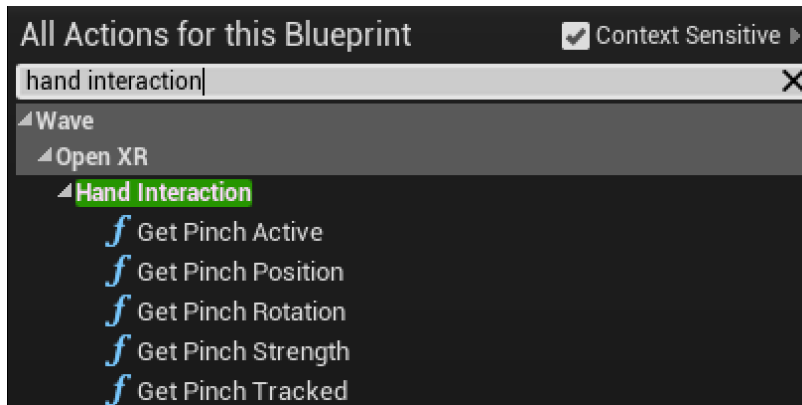 All Actions for this Blueprint Context Sensitive
hand interaction
Wave
Open XR
Hand Interaction
f Get Pinch Active
f Get Pinch Position
f Get Pinch Rotation
f Get Pinch Strength
f Get Pinch Tracked